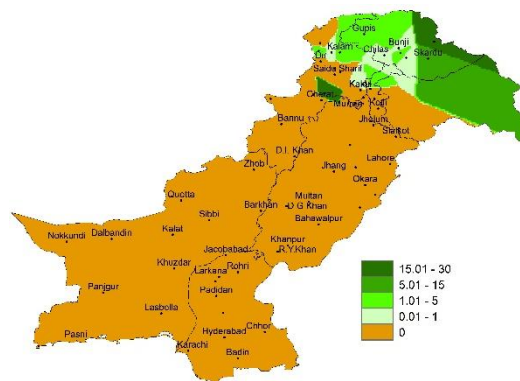 Gupis
Kalam
Chilas
Bunji
Skardu
Dir
Saidu Sharif
Kakul
Cherat
Murree
Kotli
Jhelum
Sialkot
Bannu
D.I. Khan
Zhob
Lahore
Jhang
Okara
Quotta
Barkhan
Multan
D G Khan
Bahawalpur
Sibbi
Nokkundi
Dalbandin
Kalat
Khanpur
R.Y.Khan
Jacobabad
Khuzdar
Larkana
Rohri
Panjgur
Padidan
Lasbolla
Pasni
Hyderabad
Chhor
Karachi
Badin
15.01 - 30
5.01 - 15
1.01 - 5
0.01 - 1
0